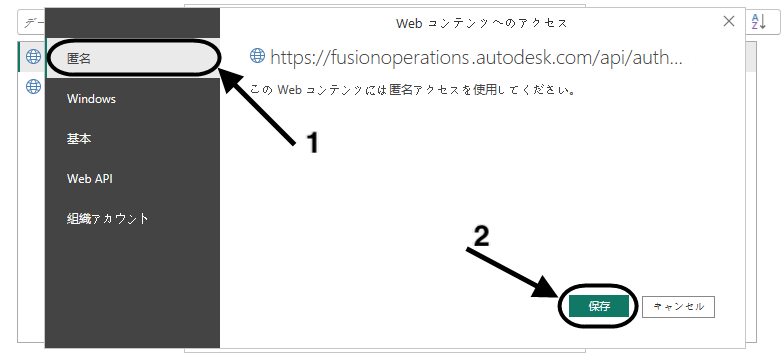 Web コンテンツへのアクセス
デー
A
Z
匿名
https://fusionoperations.autodesk.com/api/auth...
この Web コンテンツには匿名アクセスを使用してください。
Windows
1
基本
Web API
組織アカウント
2
保存
キャンセル